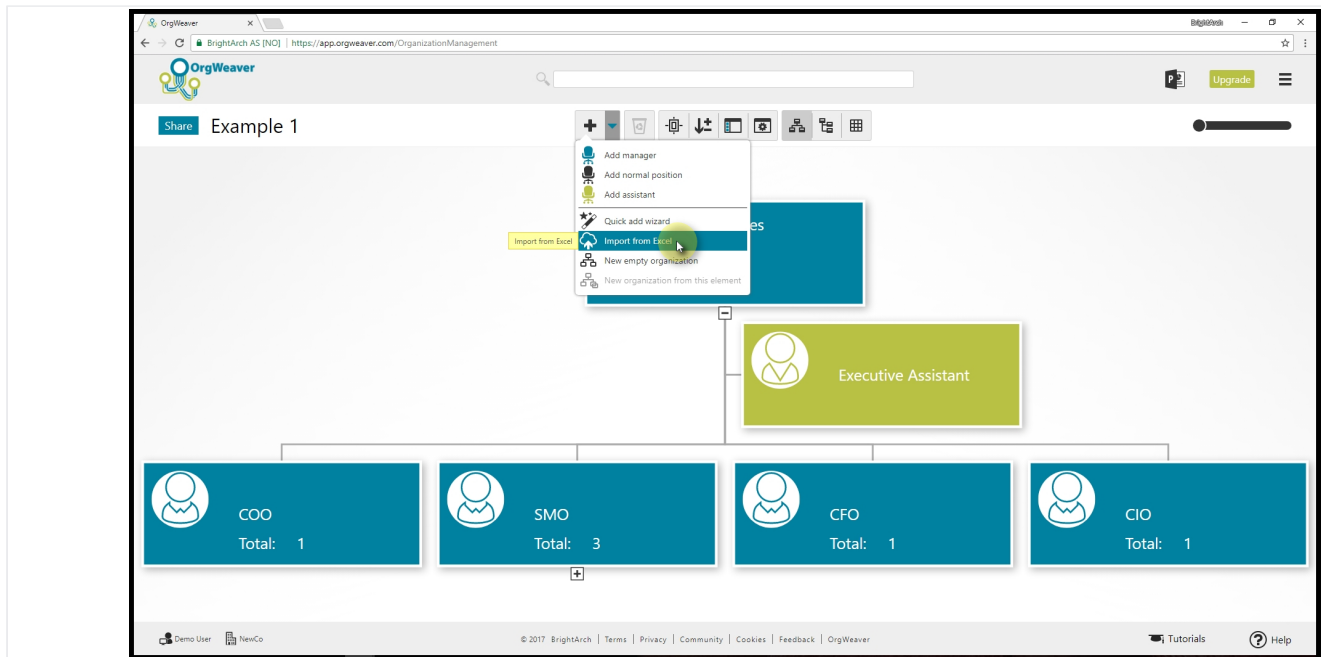 OrgWeaver
BrightArch
BrightArch AS [NO] | https://app.orgweaver.com/OrganizationManagement
OrgWeaver
Upgrade
Share Example 1
Add manager
Add normal position
Add assistant
Quick add wizard
es
Import from Excel Import from Excel
New empty organization
New organization from this element
Executive Assistant
COO
Total: 1
SMO
Total: 3
CFO
Total: 1
CIO
Total: 1
Demo User NewCo © 2017 BrightArch | Terms | Privacy | Community | Cookies | Feedback | OrgWeaver Tutorials Help